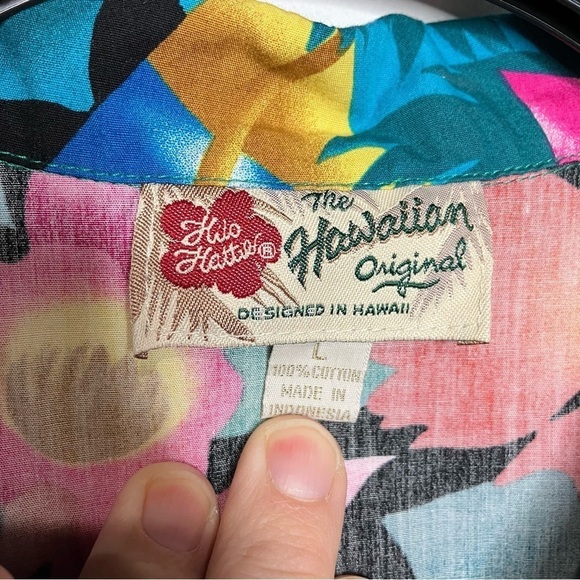 Hilo
Hattie®
The
Hawaiian
Original
DESIGNED IN HAWAII
L
100% COTTON
MADE IN
INDONESIA